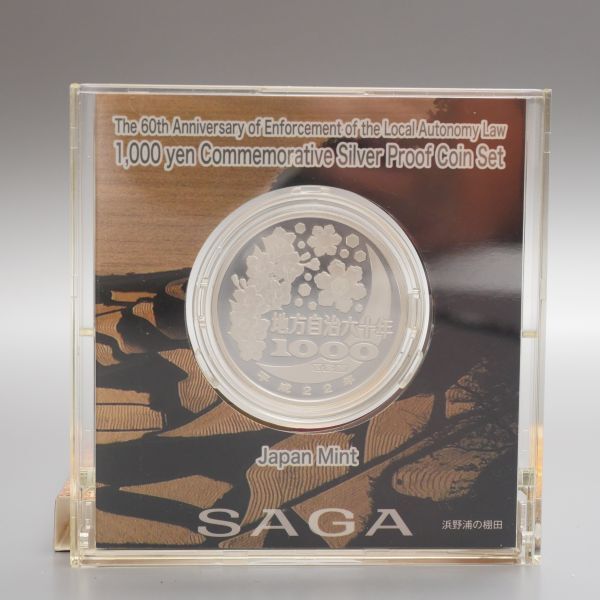 The 60th Anniversary of Enforcement of the Local Autonomy Law
1,000 yen Commemorative Silver Proof Coin Set
地方自治六十年
1000
YEN
平成22年
Japan Mint
SAGA
浜野浦の棚田